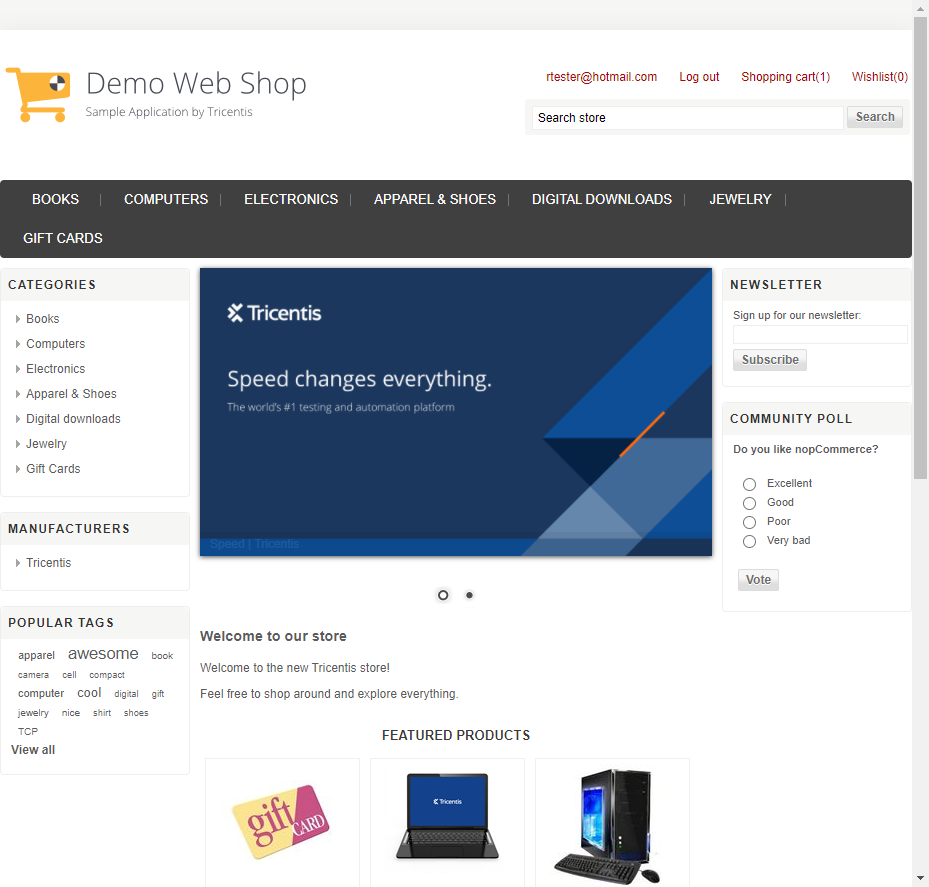 Demo Web Shop
Sample Application by Tricentis
rtester@hotmail.com Log out Shopping cart(1) Wishlist(0)
Search store Search
BOOKS | COMPUTERS | ELECTRONICS | APPAREL & SHOES | DIGITAL DOWNLOADS | JEWELRY |
GIFT CARDS
CATEGORIES
Books
Computers
Electronics
Apparel & Shoes
Digital downloads
Jewelry
Gift Cards
MANUFACTURERS
Tricentis
POPULAR TAGS
apparel awesome book
camera cell compact
computer cool digital gift
jewelry nice shirt shoes
TCP
View all
Tricentis
Speed changes everything.
The world's #1 testing and automation platform
Speed | Tricentis
Welcome to our store
Welcome to the new Tricentis store!
Feel free to shop around and explore everything.
FEATURED PRODUCTS
gift CARD
Tricentis
NEWSLETTER
Sign up for our newsletter:
Subscribe
COMMUNITY POLL
Do you like nopCommerce?
Excellent
Good
Poor
Very bad
Vote